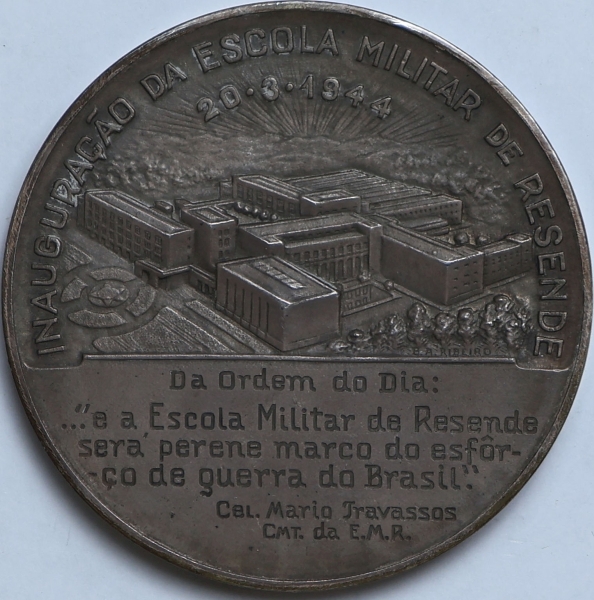 INAUGURAÇÃO DA ESCOLA MILITAR DE RESENDE
20·3·1944
B.R. RIBEIRO
Da Ordem do Dia:
..."e a Escola Militar de Resende
será, perene marco do esfôr-
-ço de guerra do Brasil".
Cel. Mario Travassos
Cmt. da E.M.R.